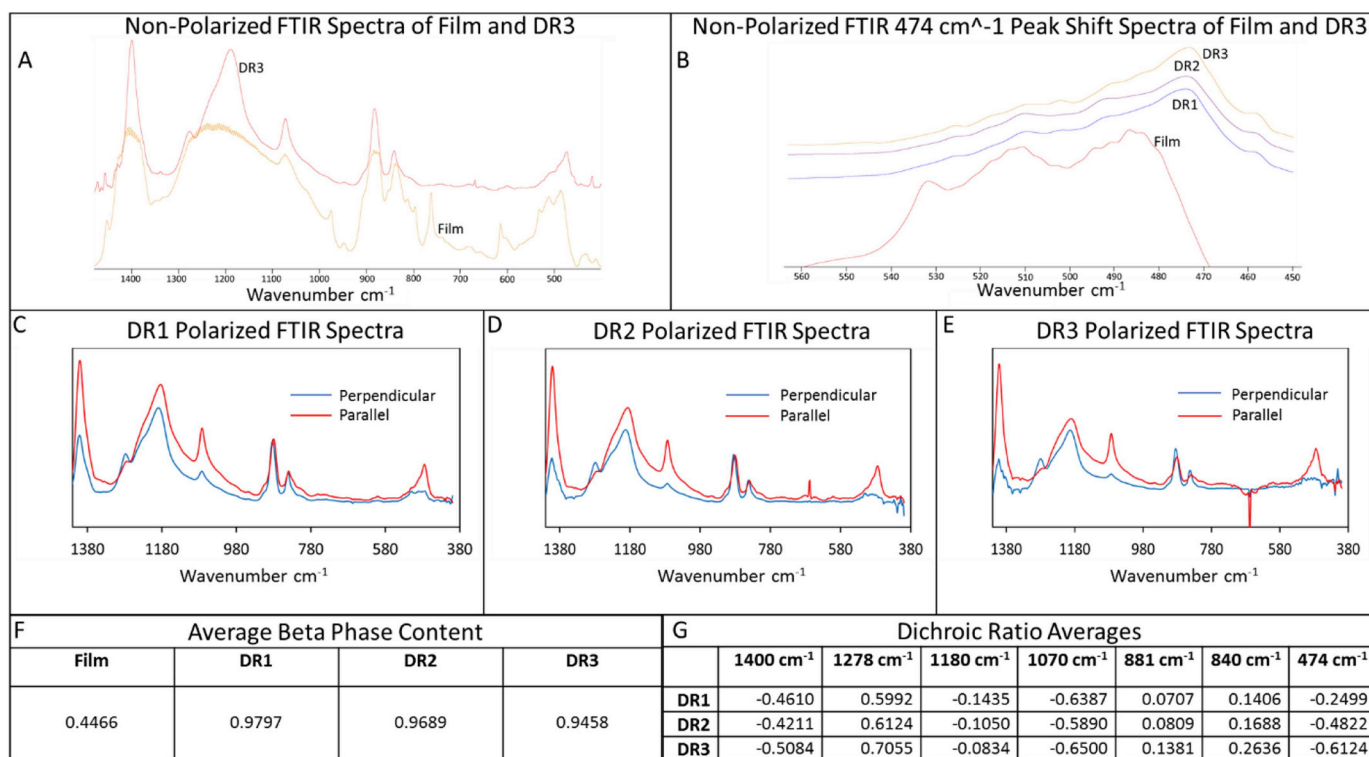 Non-Polarized FTIR Spectra of Film and DR3
A
DR3
Film
1400 1300 1200 1100 1000 900 800 700 600 500
Wavenumber cm-1
Non-Polarized FTIR 474 cm^-1 Peak Shift Spectra of Film and DR3
B
DR3
DR2
DR1
Film
560 550 540 530 520 510 500 490 480 470 460 450
Wavenumber cm-1
C DR1 Polarized FTIR Spectra
Perpendicular
Parallel
1380 1180 980 780 580 380
Wavenumber cm-1
D DR2 Polarized FTIR Spectra
Perpendicular
Parallel
1380 1180 980 780 580 380
Wavenumber cm-1
E DR3 Polarized FTIR Spectra
Perpendicular
Parallel
1380 1180 980 780 580 380
Wavenumber cm-1
F Average Beta Phase Content
Film DR1 DR2 DR3
0.4466 0.9797 0.9689 0.9458
G Dichroic Ratio Averages
1400 cm-1 1278 cm-1 1180 cm-1 1070 cm-1 881 cm-1 840 cm-1 474 cm-1
DR1 -0.4610 0.5992 -0.1435 -0.6387 0.0707 0.1406 -0.2499
DR2 -0.4211 0.6124 -0.1050 -0.5890 0.0809 0.1688 -0.4822
DR3 -0.5084 0.7055 -0.0834 -0.6500 0.1381 0.2636 -0.6124